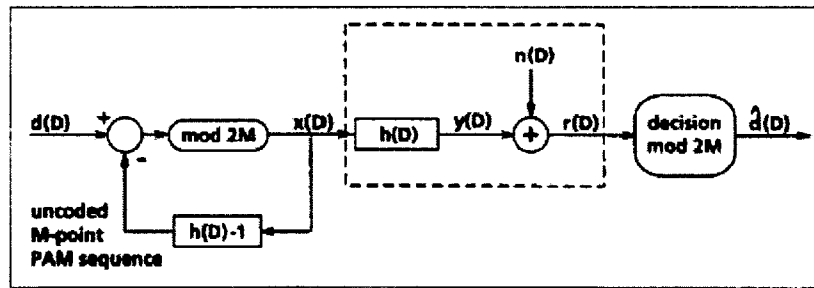 n(D)
d(D)
+
-
mod 2M
x(D)
h(D)
y(D)
+
r(D)
decision
mod 2M
d̂(D)
uncoded
M-point
PAM sequence
h(D)-1